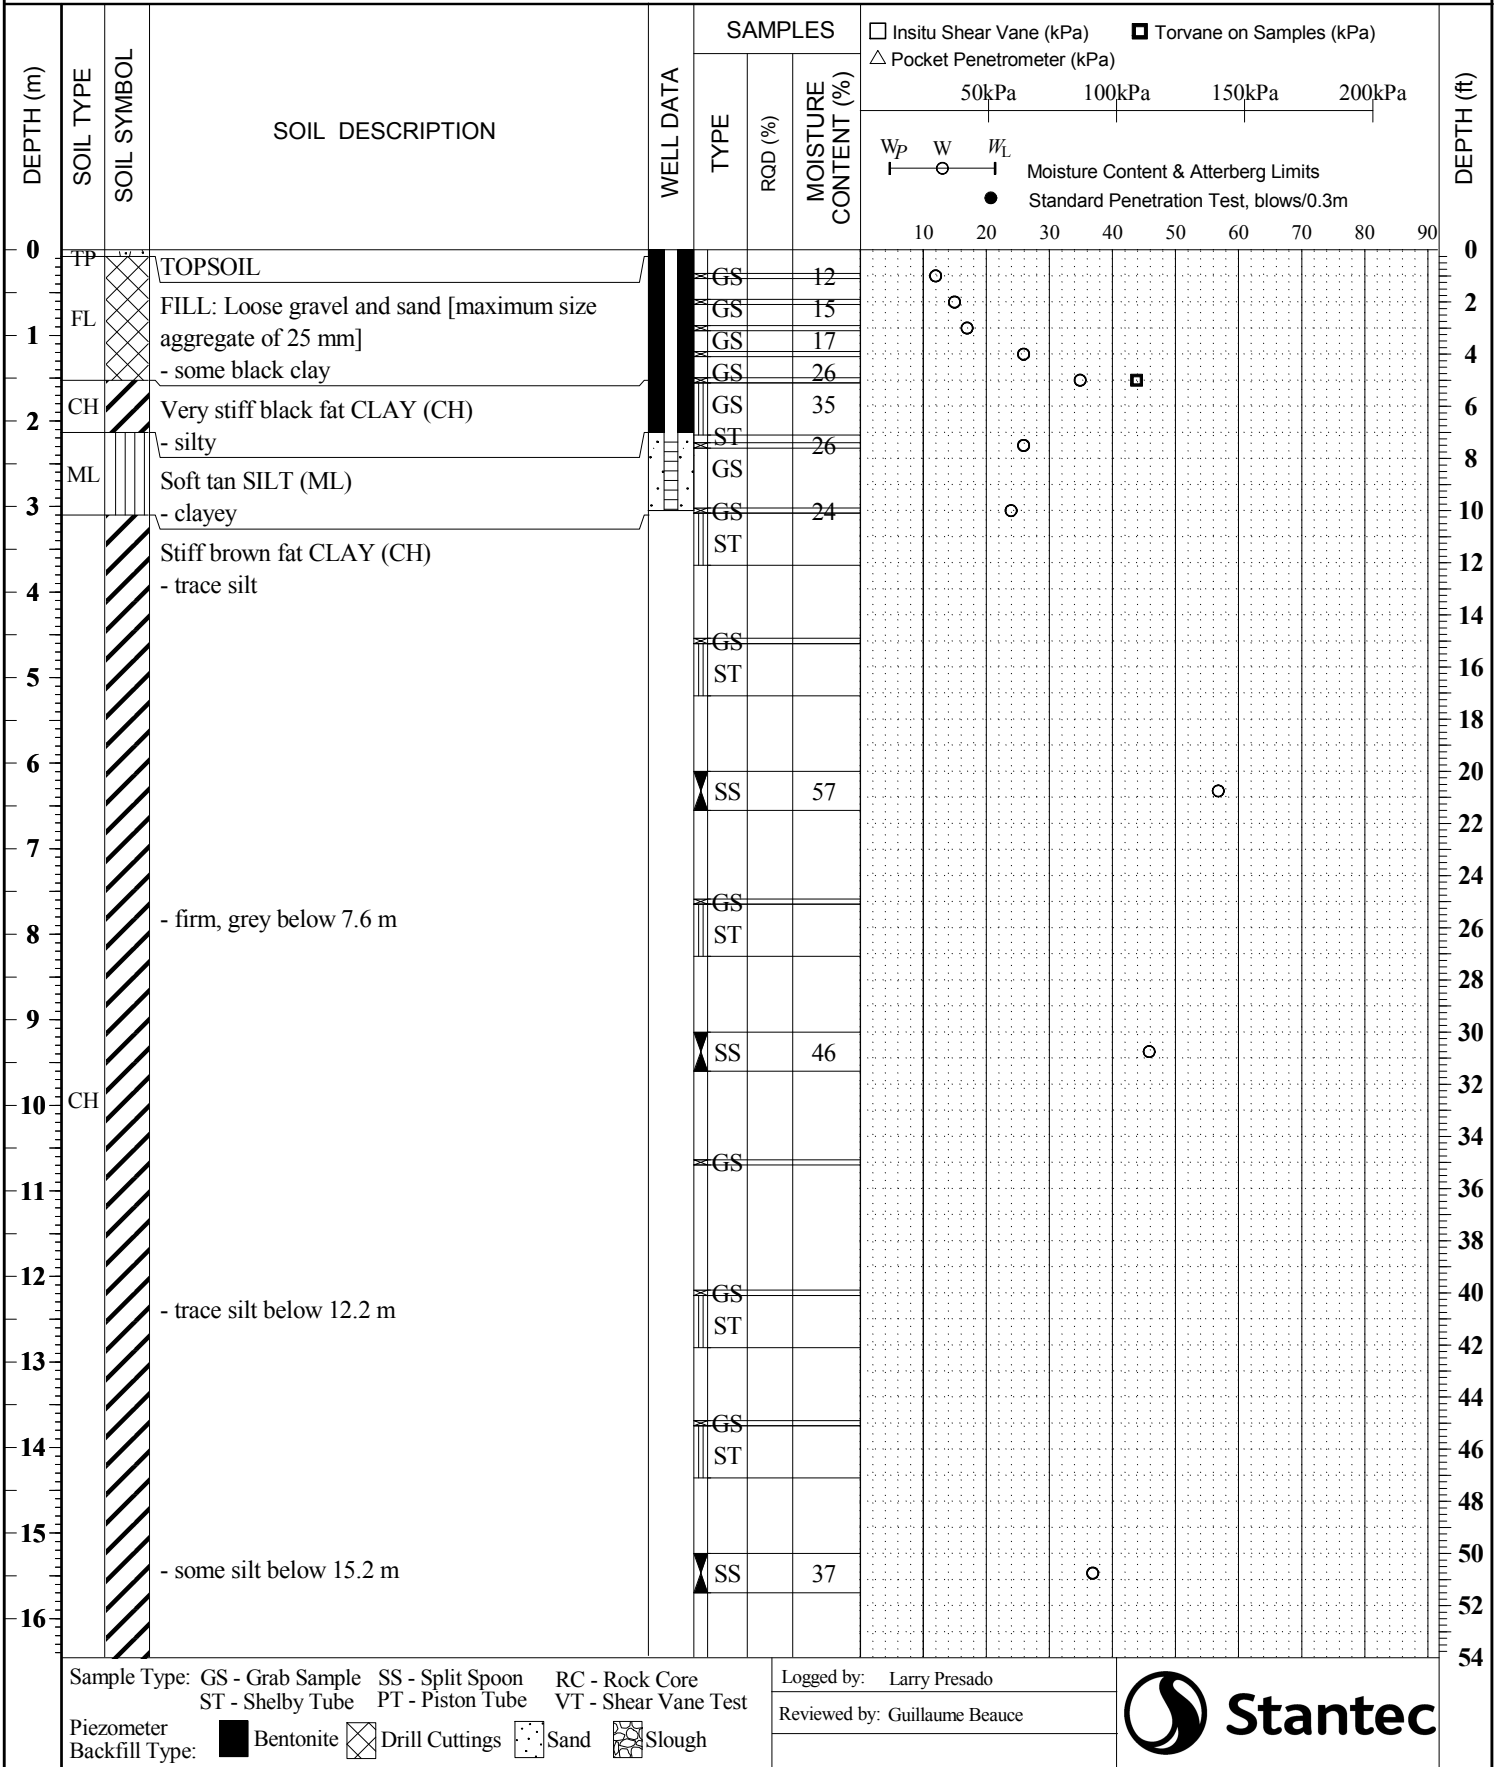 SAMPLES
Insitu Shear Vane (kPa)
Torvane on Samples (kPa)
Pocket Penetrometer (kPa)
50kPa 100kPa 150kPa 200kPa
DEPTH (m)
SOIL TYPE
SOIL SYMBOL
SOIL DESCRIPTION
WELL DATA
TYPE
RQD (%)
MOISTURE CONTENT (%)
DEPTH (ft)
WP W WL
Moisture Content & Atterberg Limits
Standard Penetration Test, blows/0.3m
10 20 30 40 50 60 70 80 90
0
1
2
3
4
5
6
7
8
9
10
11
12
13
14
15
16
TP
FL
CH
ML
CH
TOPSOIL
FILL: Loose gravel and sand [maximum size
aggregate of 25 mm]
- some black clay
Very stiff black fat CLAY (CH)
- silty
Soft tan SILT (ML)
- clayey
Stiff brown fat CLAY (CH)
- trace silt
- firm, grey below 7.6 m
- trace silt below 12.2 m
- some silt below 15.2 m
GS 12
GS 15
GS 17
GS 26
GS 35
ST
26
GS
GS 24
ST
GS
ST
SS 57
GS
ST
SS 46
GS
GS
ST
GS
ST
SS 37
0
2
4
6
8
10
12
14
16
18
20
22
24
26
28
30
32
34
36
38
40
42
44
46
48
50
52
54
Sample Type: GS - Grab Sample SS - Split Spoon RC - Rock Core
ST - Shelby Tube PT - Piston Tube VT - Shear Vane Test
Piezometer
Backfill Type:
Bentonite Drill Cuttings Sand Slough
Logged by: Larry Presado
Reviewed by: Guillaume Beauce
Stantec